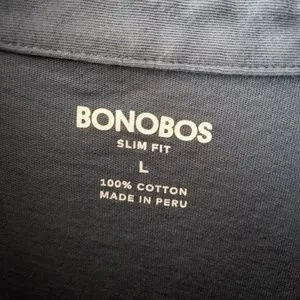 BONOBOS
SLIM FIT
L
100% COTTON
MADE IN PERU